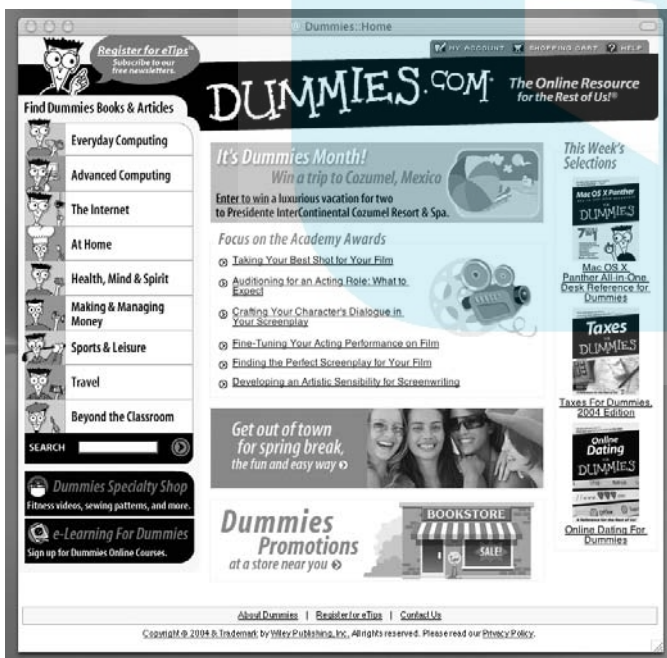 Dummies::Home
Register for eTips
Subscribe to our
free newsletters.
MY ACCOUNT SHOPPING CART ? HELP
DUMMIES.COM
The Online Resource
for the Rest of Us!®
Find Dummies Books & Articles
Everyday Computing
Advanced Computing
The Internet
At Home
Health, Mind & Spirit
Making & Managing
Money
Sports & Leisure
Travel
Beyond the Classroom
SEARCH
Dummies Specialty Shop
Fitness videos, sewing patterns, and more.
e-Learning For Dummies
Sign up for Dummies Online Courses.
It's Dummies Month!
Win a trip to Cozumel, Mexico
Enter to win a luxurious vacation for two
to Presidente InterContinental Cozumel Resort & Spa.
Focus on the Academy Awards
Taking Your Best Shot for Your Film
Auditioning for an Acting Role: What to
Expect
Crafting Your Character's Dialogue in
Your Screenplay
Fine-Tuning Your Acting Performance on Film
Finding the Perfect Screenplay for Your Film
Developing an Artistic Sensibility for Screenwriting
Get out of town
for spring break,
the fun and easy way
Dummies
Promotions
at a store near you
BOOKSTORE
SALE!
This Week's
Selections
Mac OS X Panther
DUMMIES
Mac OS X
Panther All-in-One
Desk Reference for
Dummies
Taxes
DUMMIES
Taxes For Dummies,
2004 Edition
Online
Dating
DUMMIES
Online Dating For
Dummies
About Dummies | Register for eTips | Contact Us
Copyright © 2004 & Trademark by Wiley Publishing, Inc. All rights reserved. Please read our Privacy Policy.